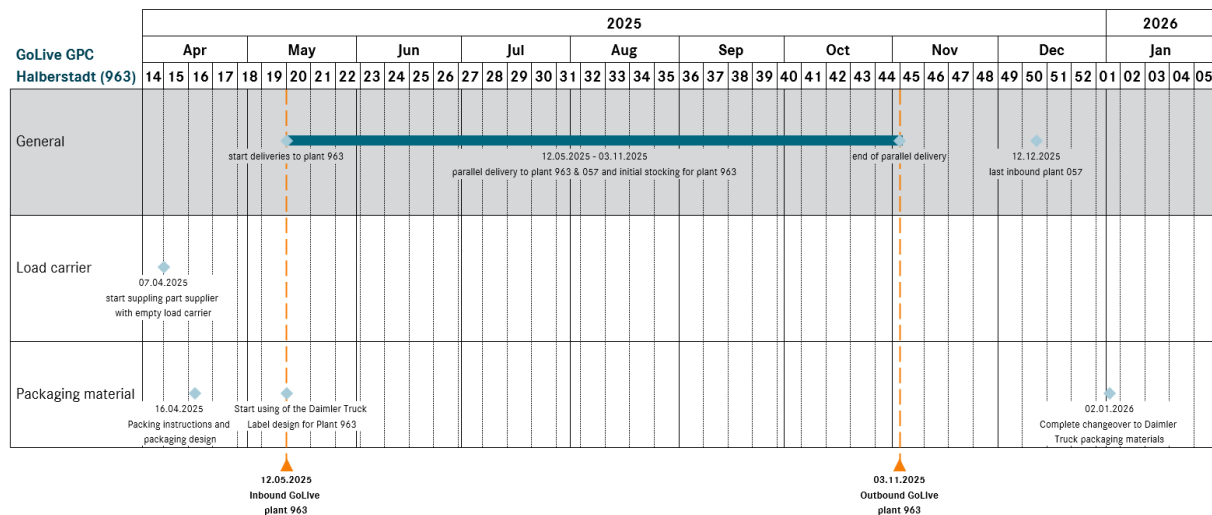 2025 2026
GoLive GPC
Halberstadt (963)
Apr May Jun Jul Aug Sep Oct Nov Dec Jan
14 15 16 17 18 19 20 21 22 23 24 25 26 27 28 29 30 31 32 33 34 35 36 37 38 39 40 41 42 43 44 45 46 47 48 49 50 51 52 01 02 03 04 05
General
start deliveries to plant 963
12.05.2025 - 03.11.2025
parallel delivery to plant 963 & 057 and initial stocking for plant 963
end of parallel delivery
12.12.2025
last inbound plant 057
Load carrier
07.04.2025
start suppling part supplier
with empty load carrier
Packaging material
16.04.2025
Packing instructions and
packaging design
Start using of the Daimler Truck
Label design for Plant 963
02.01.2026
Complete changeover to Daimler
Truck packaging materials
12.05.2025
Inbound GoLive
plant 963
03.11.2025
Outbound GoLive
plant 963